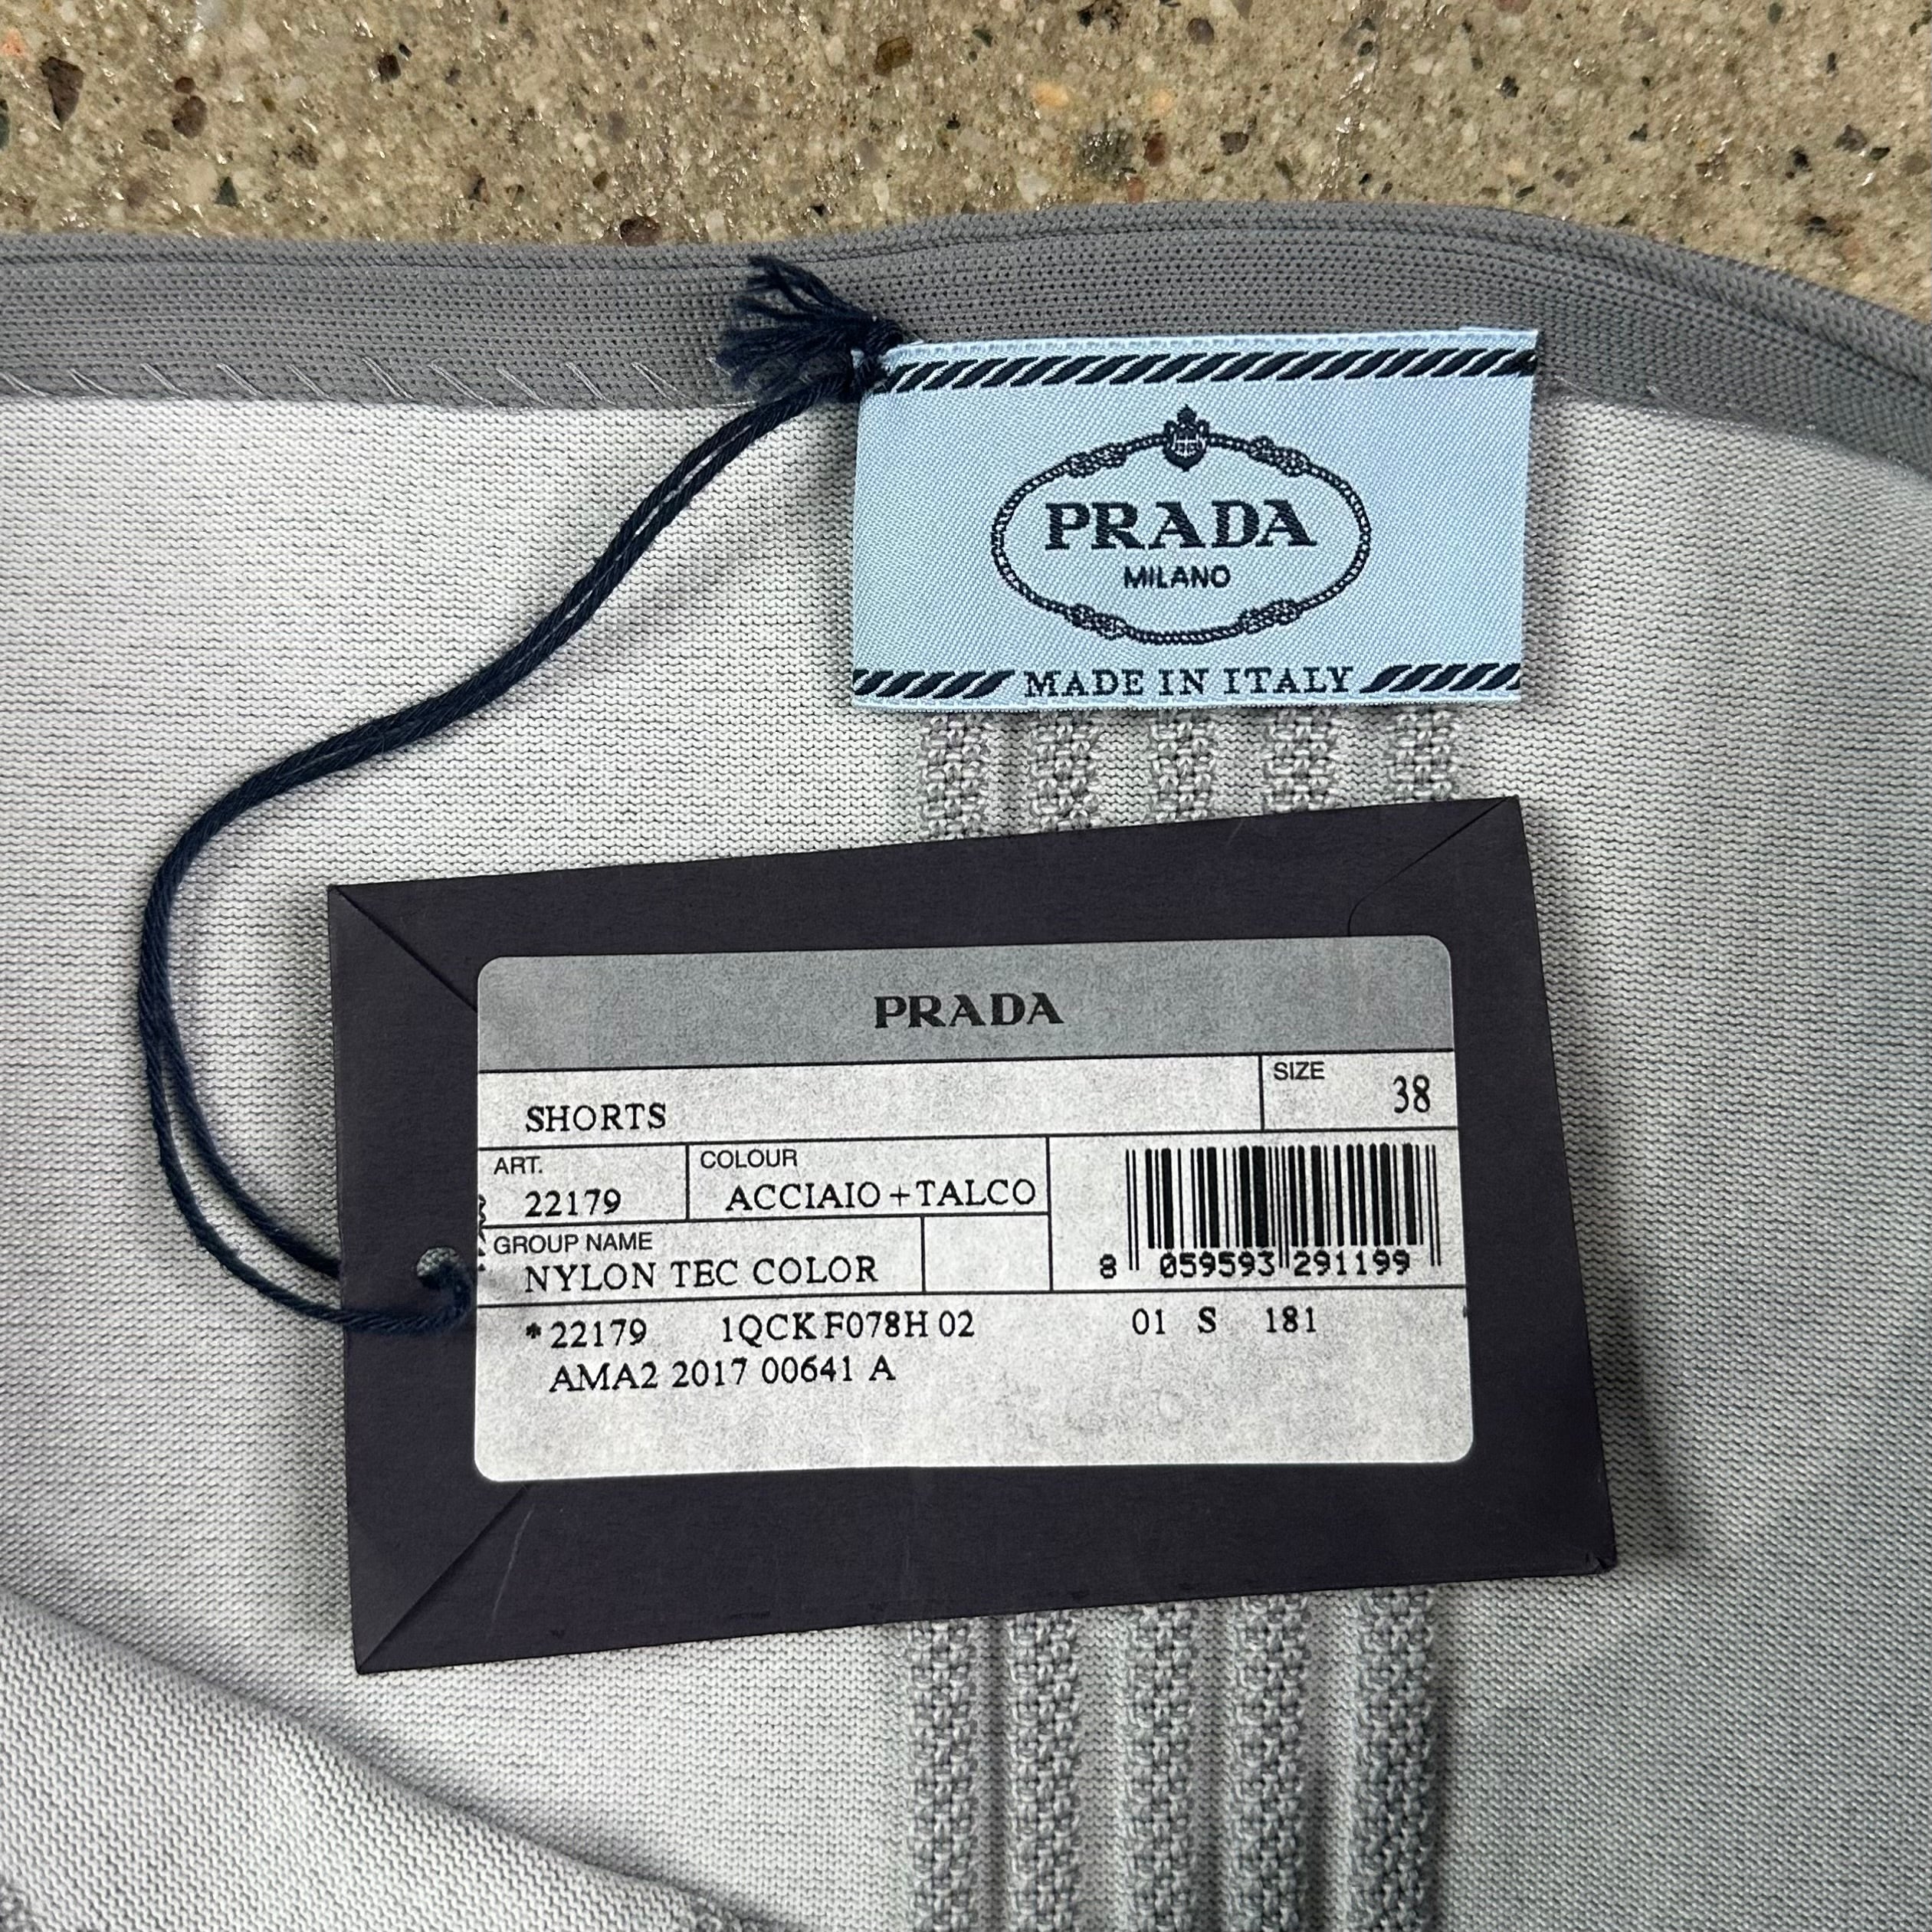 PRADA
MILANO
MADE IN ITALY
PRADA
SHORTS
SIZE
38
ART.
22179
COLOUR
ACCIAIO+TALCO
GROUP NAME
NYLON TEC COLOR
8 059593 291199
*22179 1QCK F078H 02 01 S 181
AMA2 2017 00641 A